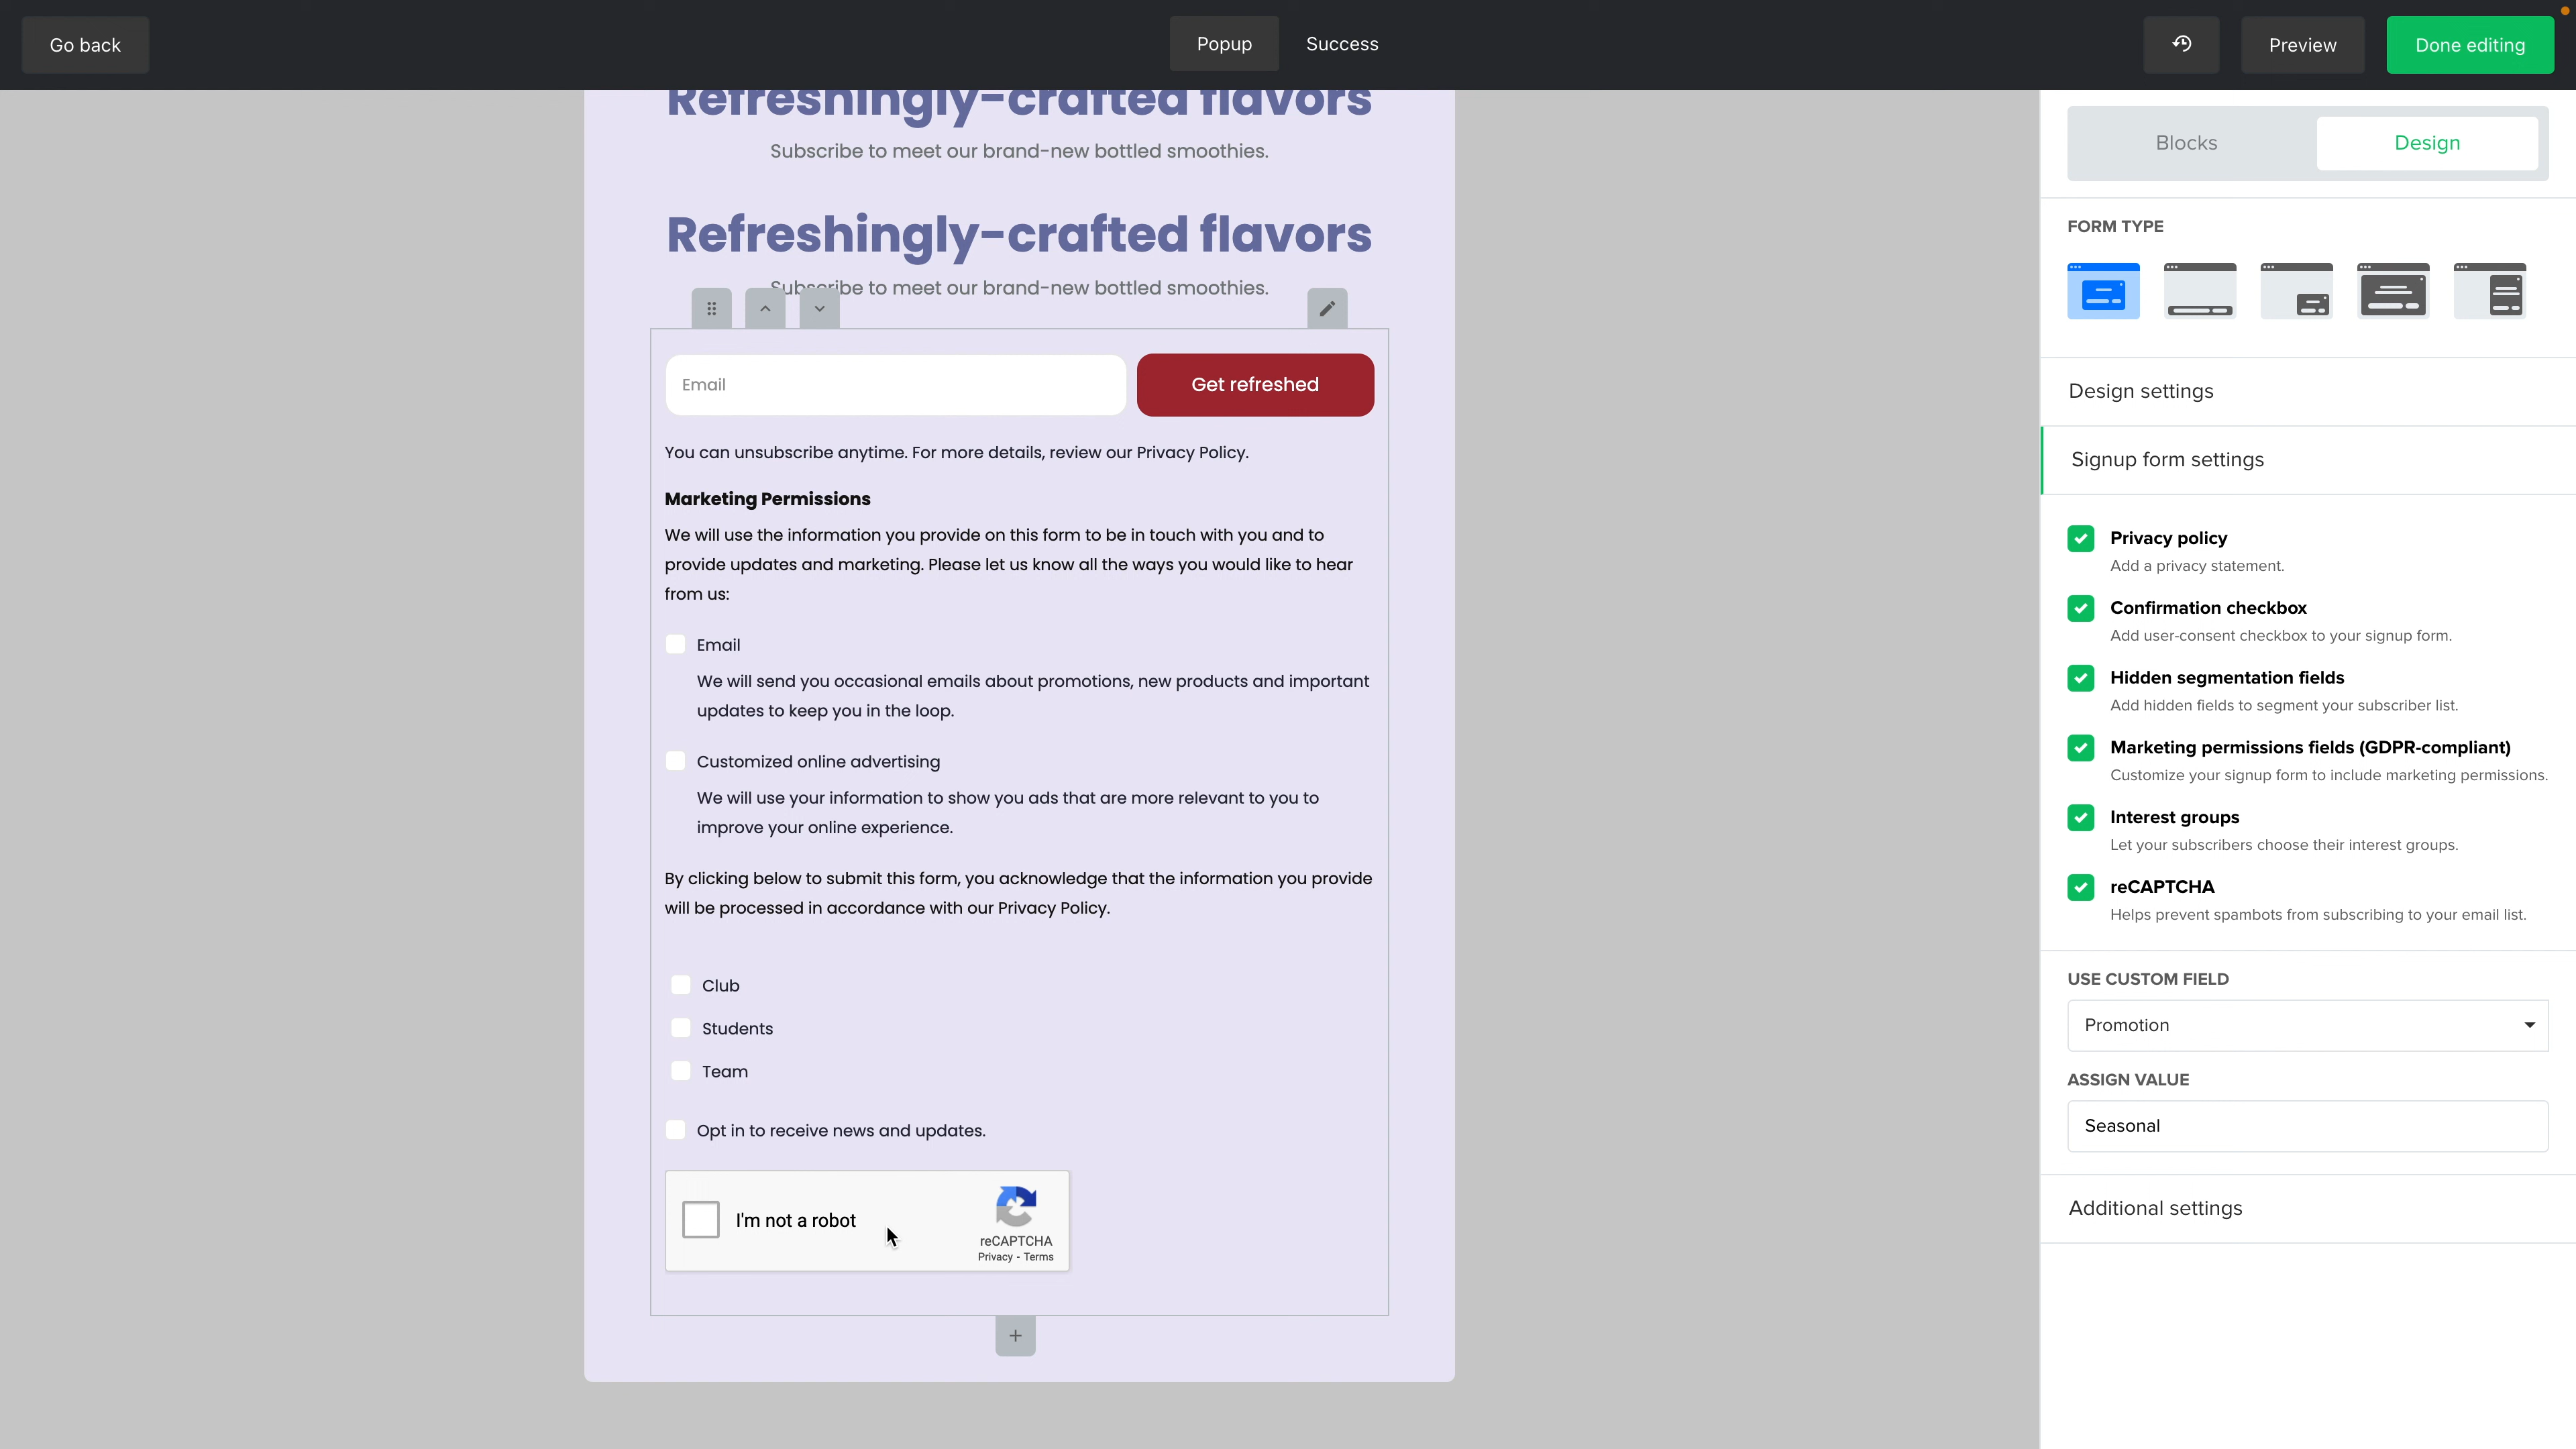 Go back
Popup
Success
Preview
Done editing
Refreshingly-crafted flavors
Subscribe to meet our brand-new bottled smoothies.
Refreshingly-crafted flavors
Subscribe to meet our brand-new bottled smoothies.
Email
Get refreshed
You can unsubscribe anytime. For more details, review our Privacy Policy.
Marketing Permissions
We will use the information you provide on this form to be in touch with you and to
provide updates and marketing. Please let us know all the ways you would like to hear
from us:
Email
We will send you occasional emails about promotions, new products and important
updates to keep you in the loop.
Customized online advertising
We will use your information to show you ads that are more relevant to you to
improve your online experience.
By clicking below to submit this form, you acknowledge that the information you provide
will be processed in accordance with our Privacy Policy.
Club
Students
Team
Opt in to receive news and updates.
I'm not a robot
reCAPTCHA
Privacy - Terms
Blocks
Design
FORM TYPE
Design settings
Signup form settings
Privacy policy
Add a privacy statement.
Confirmation checkbox
Add user-consent checkbox to your signup form.
Hidden segmentation fields
Add hidden fields to segment your subscriber list.
Marketing permissions fields (GDPR-compliant)
Customize your signup form to include marketing permissions.
Interest groups
Let your subscribers choose their interest groups.
reCAPTCHA
Helps prevent spambots from subscribing to your email list.
USE CUSTOM FIELD
Promotion
ASSIGN VALUE
Seasonal
Additional settings